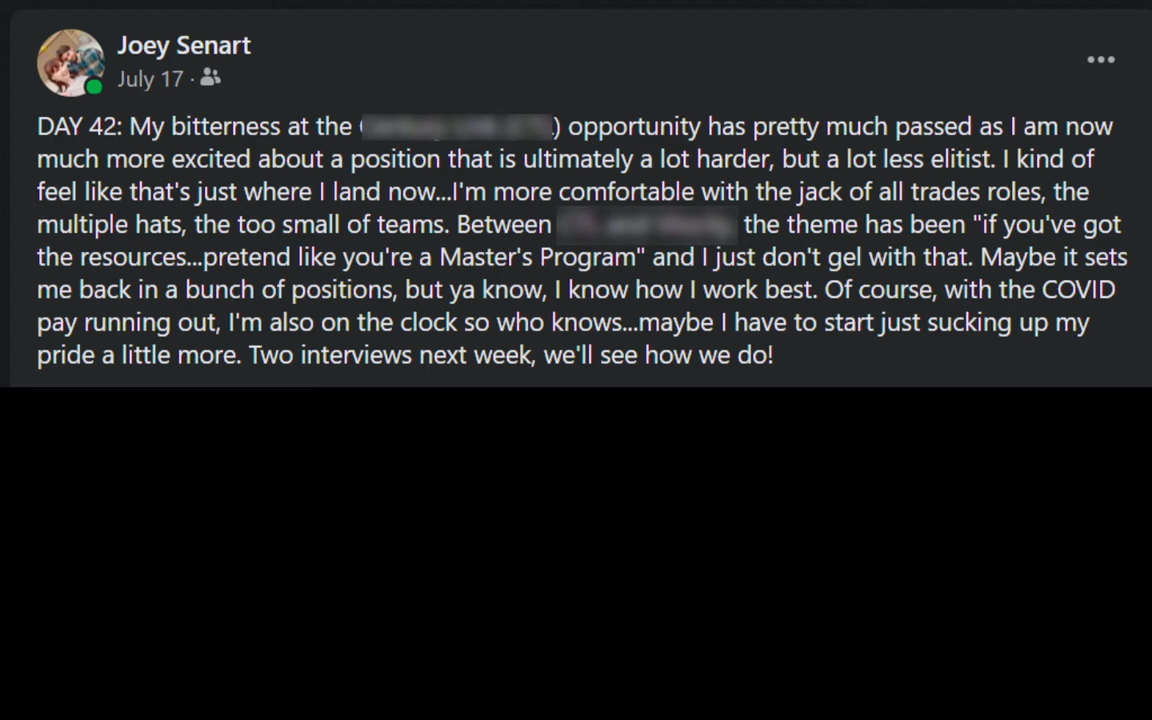 Joey Senart
July 17 ·
DAY 42: My bitterness at the ) opportunity has pretty much passed as I am now
much more excited about a position that is ultimately a lot harder, but a lot less elitist. I kind of
feel like that's just where I land now...I'm more comfortable with the jack of all trades roles, the
multiple hats, the too small of teams. Between the theme has been "if you've got
the resources...pretend like you're a Master's Program" and I just don't gel with that. Maybe it sets
me back in a bunch of positions, but ya know, I know how I work best. Of course, with the COVID
pay running out, I'm also on the clock so who knows...maybe I have to start just sucking up my
pride a little more. Two interviews next week, we'll see how we do!